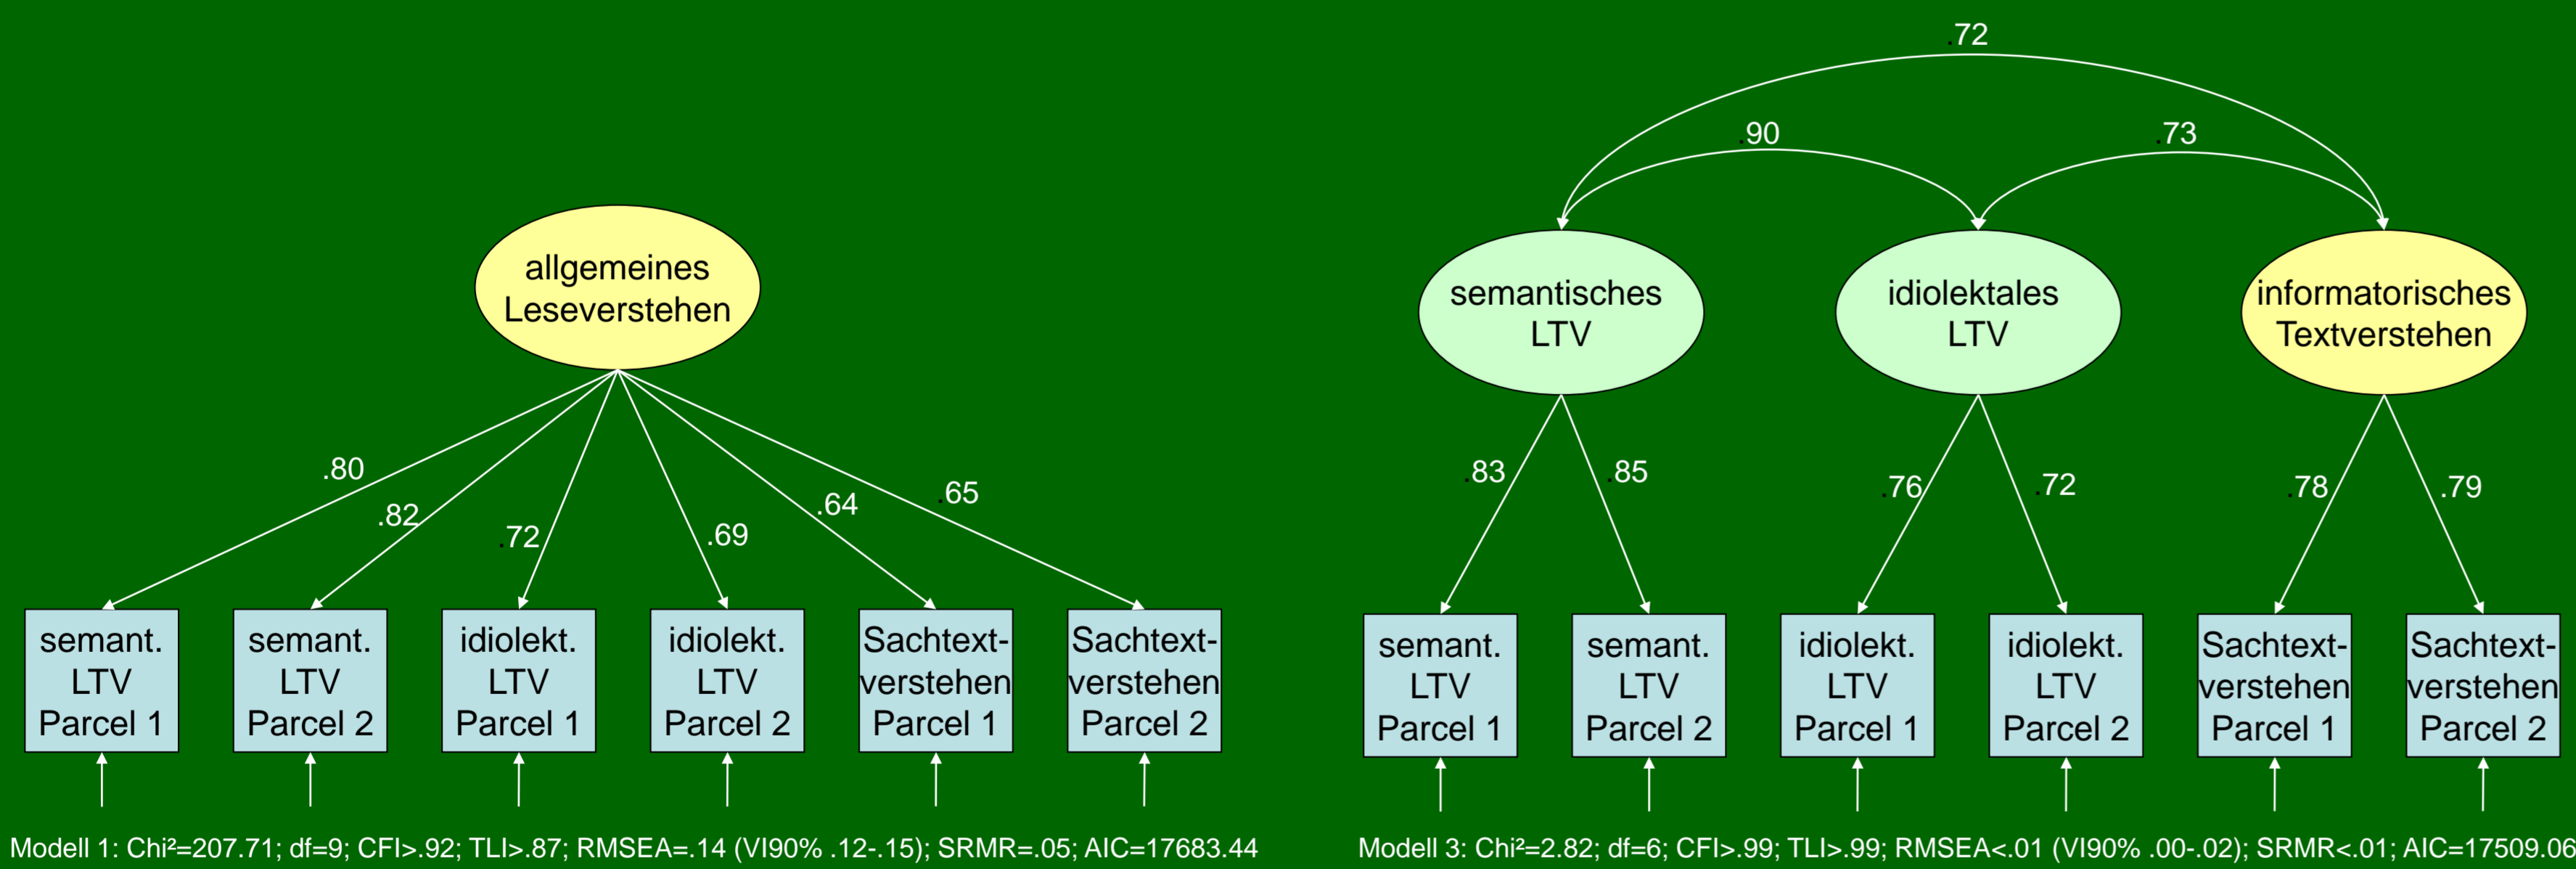 allgemeines
Leseverstehen
.80
.82
.72
.69
.64
.65
semant.
LTV
Parcel 1
semant.
LTV
Parcel 2
idiolekt.
LTV
Parcel 1
idiolekt.
LTV
Parcel 2
Sachtext-
verstehen
Parcel 1
Sachtext-
verstehen
Parcel 2
Modell 1: Chi²=207.71; df=9; CFI>.92; TLI>.87; RMSEA=.14 (VI90% .12-.15); SRMR=.05; AIC=17683.44
.72
.90
.73
semantisches
LTV
idiolektales
LTV
informatorisches
Textverstehen
.83
.85
.76
.72
.78
.79
semant.
LTV
Parcel 1
semant.
LTV
Parcel 2
idiolekt.
LTV
Parcel 1
idiolekt.
LTV
Parcel 2
Sachtext-
verstehen
Parcel 1
Sachtext-
verstehen
Parcel 2
Modell 3: Chi²=2.82; df=6; CFI>.99; TLI>.99; RMSEA<.01 (VI90% .00-.02); SRMR<.01; AIC=17509.06